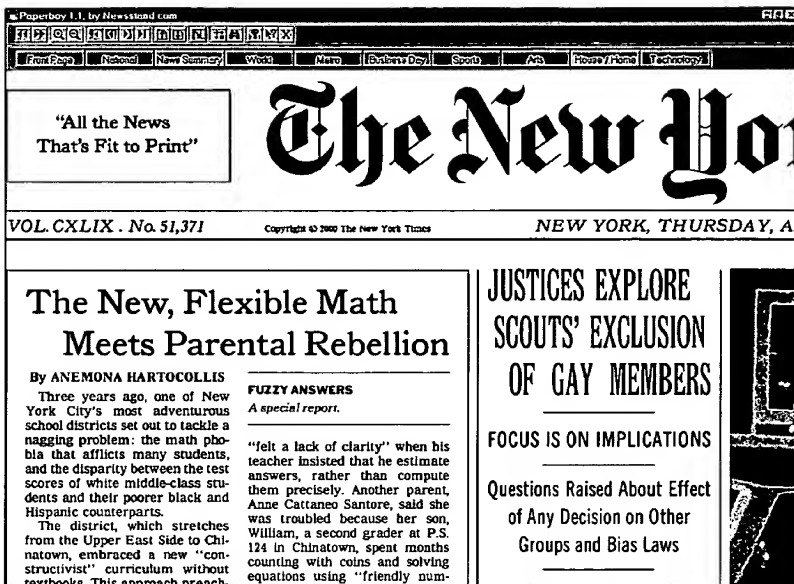 Paperboy 1.1, by Newsstand.com
Front Page National News Summary World Metro Business Day Sports Arts House/Home Technology
"All the News
That's Fit to Print"
The New Yor
VOL. CXLIX . No. 51,371
Copyright © 2000 The New York Times
NEW YORK, THURSDAY, A
The New, Flexible Math
Meets Parental Rebellion
By ANEMONA HARTOCOLLIS
Three years ago, one of New
York City's most adventurous
school districts set out to tackle a
nagging problem: the math pho-
bia that afflicts many students,
and the disparity between the test
scores of white middle-class stu-
dents and their poorer black and
Hispanic counterparts.
The district, which stretches
from the Upper East Side to Chi-
natown, embraced a new "con-
structivist" curriculum without
textbooks. This approach preach-
FUZZY ANSWERS
A special report.
"felt a lack of clarity" when his
teacher insisted that he estimate
answers, rather than compute
them precisely. Another parent,
Anne Cattaneo Santore, said she
was troubled because her son,
William, a second grader at P.S.
124 in Chinatown, spent months
counting with coins and solving
equations using "friendly num-
JUSTICES EXPLORE
SCOUTS' EXCLUSION
OF GAY MEMBERS
FOCUS IS ON IMPLICATIONS
Questions Raised About Effect
of Any Decision on Other
Groups and Bias Laws